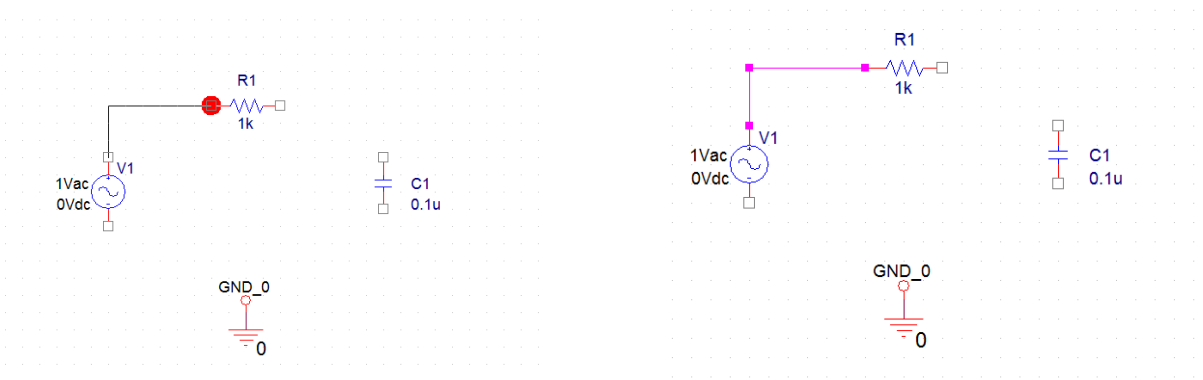 R1
1k
V1
1Vac
0Vdc
C1
0.1u
GND_0
0
R1
1k
V1
1Vac
0Vdc
C1
0.1u
GND_0
0